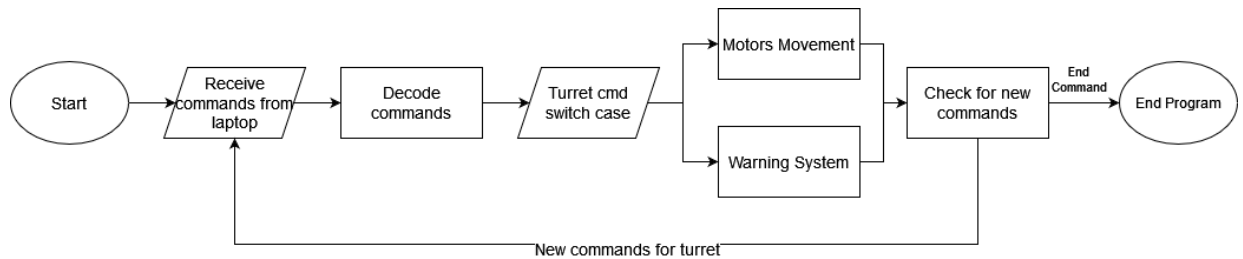 Start
Receive
commands from
laptop
Decode
commands
Turret cmd
switch case
Motors Movement
Warning System
Check for new
commands
End
Command
End Program
New commands for turret